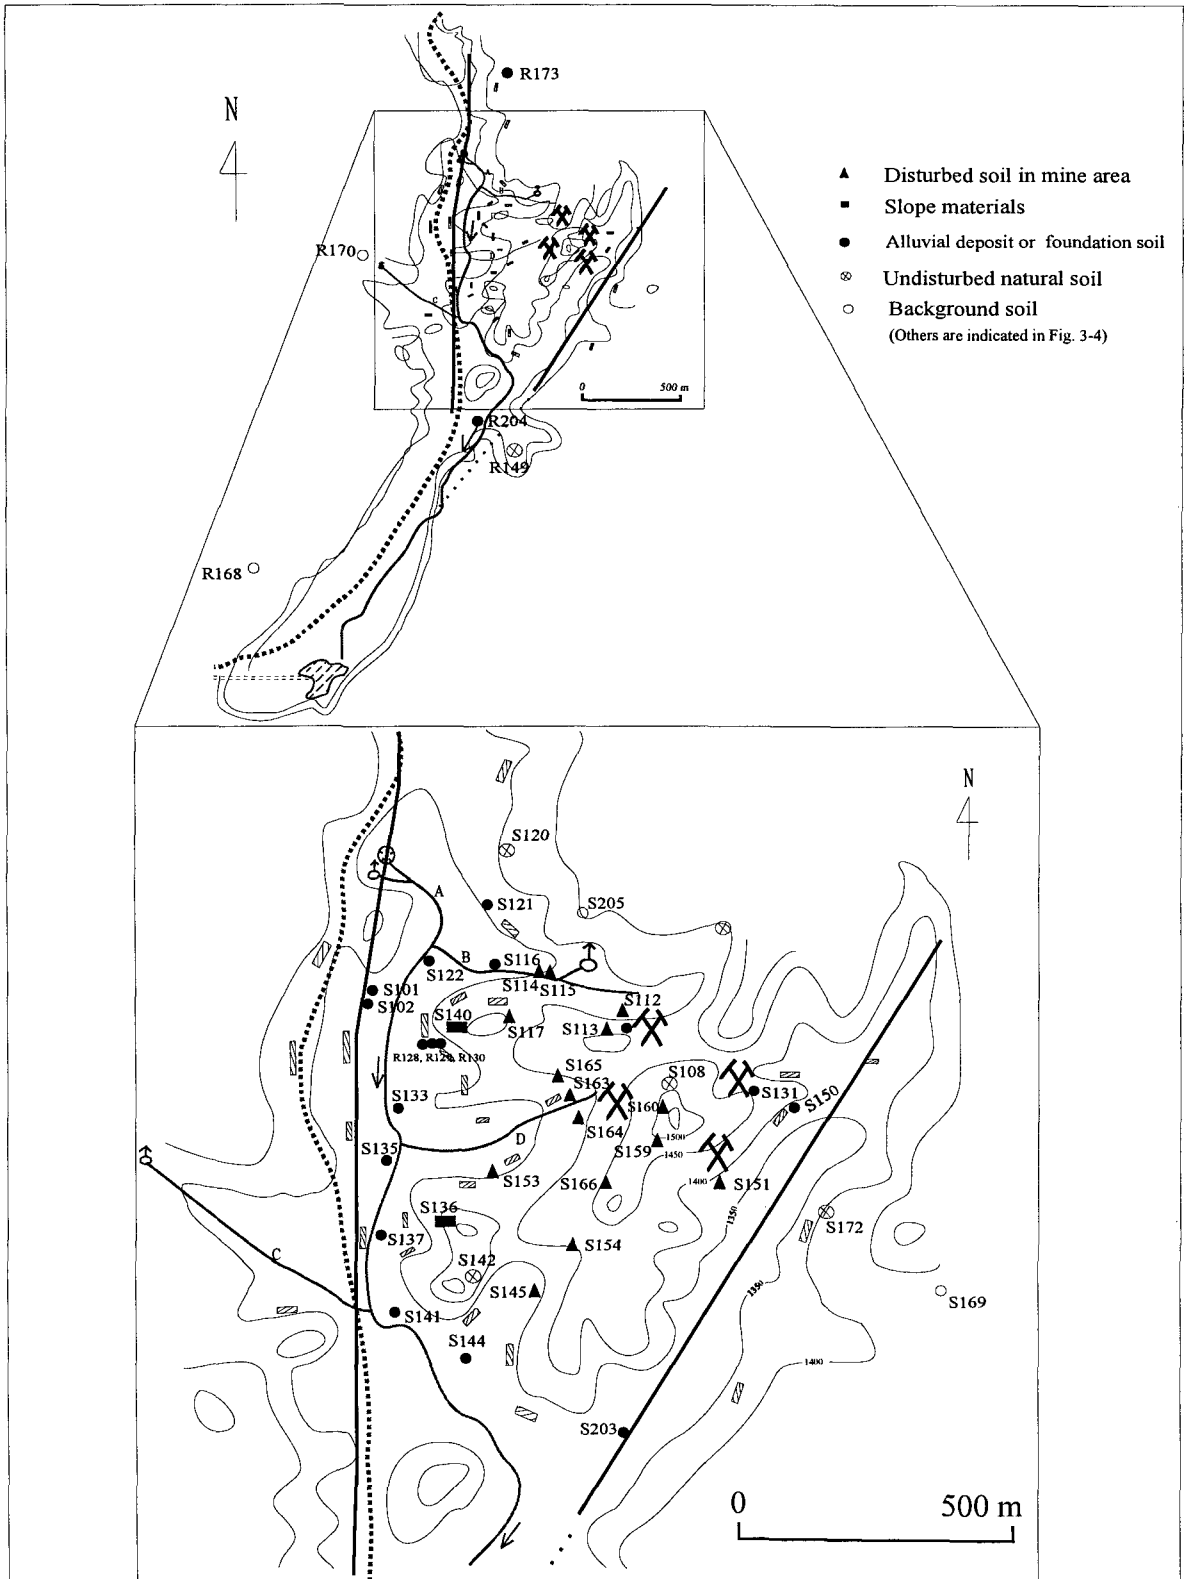 R173
N
Disturbed soil in mine area
Slope materials
R170
Alluvial deposit or foundation soil
Undisturbed natural soil
C
Background soil
(Others are indicated in Fig. 3-4)
0 500 m
R204
R149
R168
N
S120
A
S121
S205
B
S116
S122
S114 S115
S101
S102
S112
S140
S117
S113
R128, R129, R130
S165
S108
S163
S131
S150
S160
S133
S164
D
S159
1500
1450
S135
S153
S166
1400
S151
S136
1350
S172
S137
S154
C
S142
S145
1350
S169
S141
S144
1400
S203
0 500 m